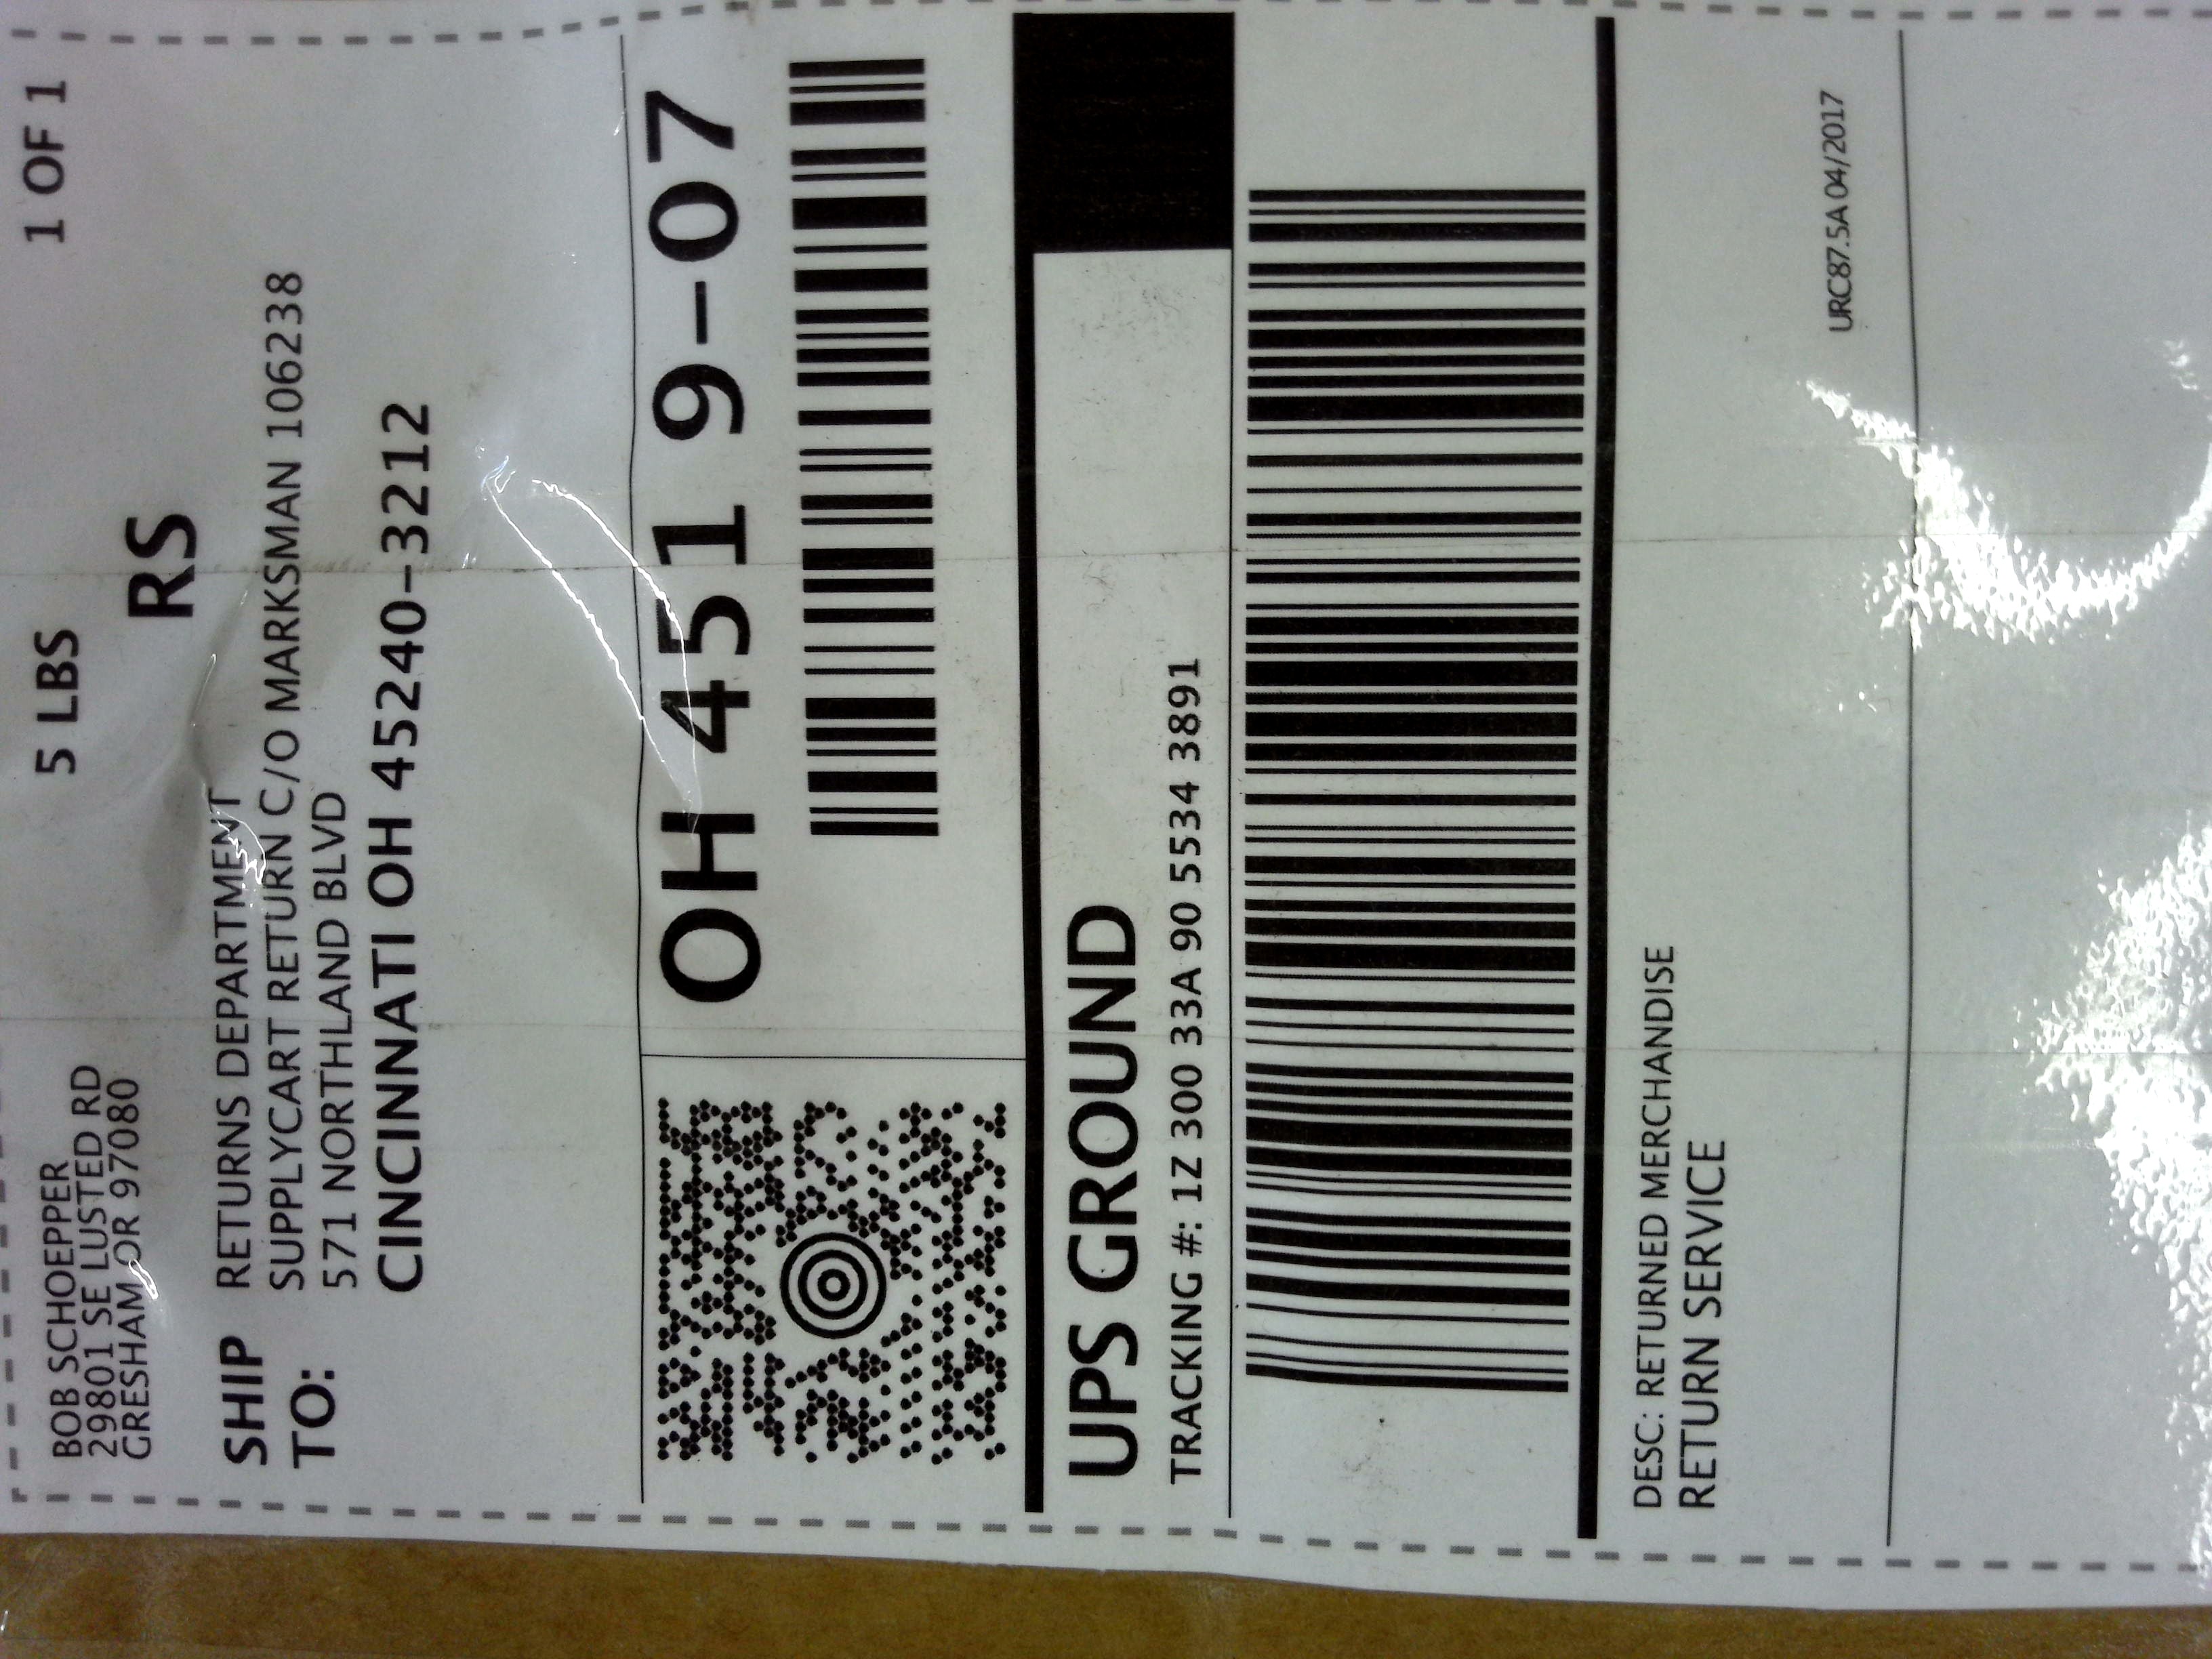 BOB SCHOEPPER
29801 SE LUSTED RD
GRESHAM OR 97080
5 LBS
1 OF 1
RS
SHIP
TO:
RETURNS DEPARTMENT
SUPPLYCART RETURN C/O MARKSMAN 106238
571 NORTHLAND BLVD
CINCINNATI OH 45240-3212
OH 451 9-07
UPS GROUND
TRACKING #: 1Z 300 33A 90 5534 3891
DESC: RETURNED MERCHANDISE
RETURN SERVICE
URC87.5A 04/2017